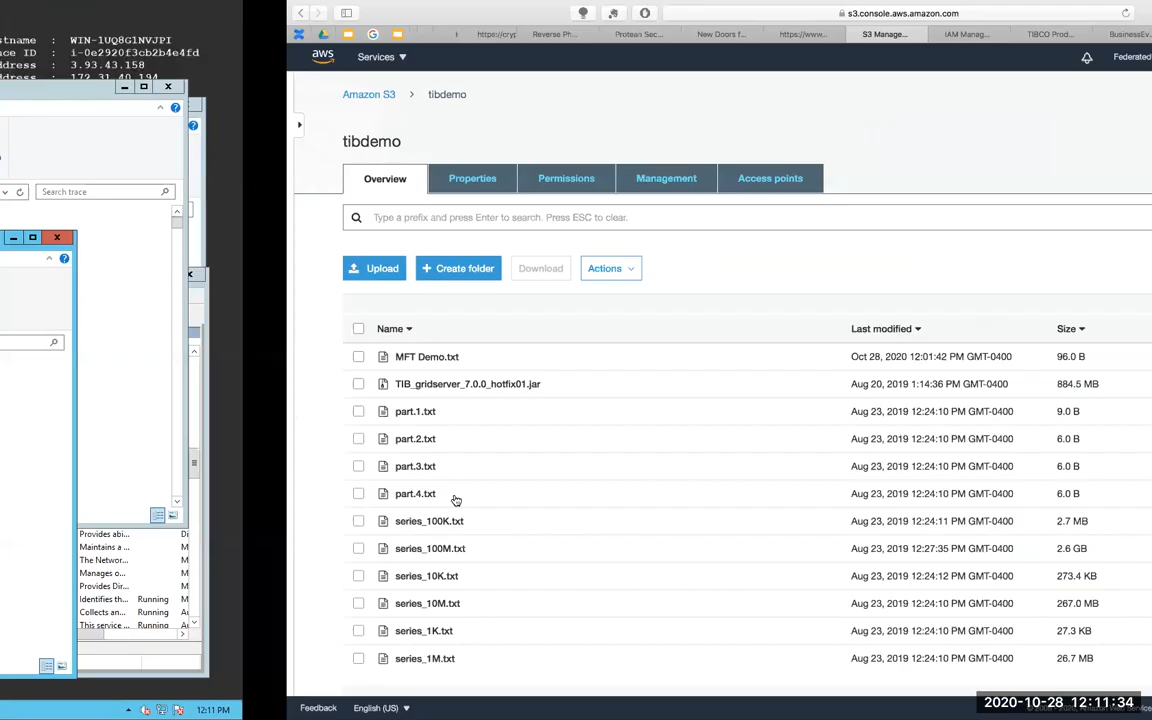 stname : WIN-1UQ8G1NVJPI
ace ID : i-0e2920f3cb2b4e4fd
ddress : 3.93.43.158
ddress : 172.31.40.194
Search trace
Provides abi...
Maintains a ...
The Networ...
Manages o...
Provides Dir...
Identifies th... Running
Collects an... Running
This service ... Running
12:11 PM
s3.console.aws.amazon.com
https://cryp
Reverse Ph...
Protean Sec...
New Doors f...
https://www...
S3 Manage...
IAM Manag...
TIBCO Prod...
BusinessEv...
aws
Services
Federated
Amazon S3 > tibdemo
tibdemo
Overview
Properties
Permissions
Management
Access points
Type a prefix and press Enter to search. Press ESC to clear.
Upload
+ Create folder
Download
Actions
Name Last modified Size
MFT Demo.txt Oct 28, 2020 12:01:42 PM GMT-0400 96.0 B
TIB_gridserver_7.0.0_hotfix01.jar Aug 20, 2019 1:14:36 PM GMT-0400 884.5 MB
part.1.txt Aug 23, 2019 12:24:10 PM GMT-0400 9.0 B
part.2.txt Aug 23, 2019 12:24:10 PM GMT-0400 6.0 B
part.3.txt Aug 23, 2019 12:24:10 PM GMT-0400 6.0 B
part.4.txt Aug 23, 2019 12:24:10 PM GMT-0400 6.0 B
series_100K.txt Aug 23, 2019 12:24:11 PM GMT-0400 2.7 MB
series_100M.txt Aug 23, 2019 12:27:35 PM GMT-0400 2.6 GB
series_10K.txt Aug 23, 2019 12:24:12 PM GMT-0400 273.4 KB
series_10M.txt Aug 23, 2019 12:24:10 PM GMT-0400 267.0 MB
series_1K.txt Aug 23, 2019 12:24:10 PM GMT-0400 27.3 KB
series_1M.txt Aug 23, 2019 12:24:10 PM GMT-0400 26.7 MB
Feedback
English (US)
2020-10-28 12:11:34